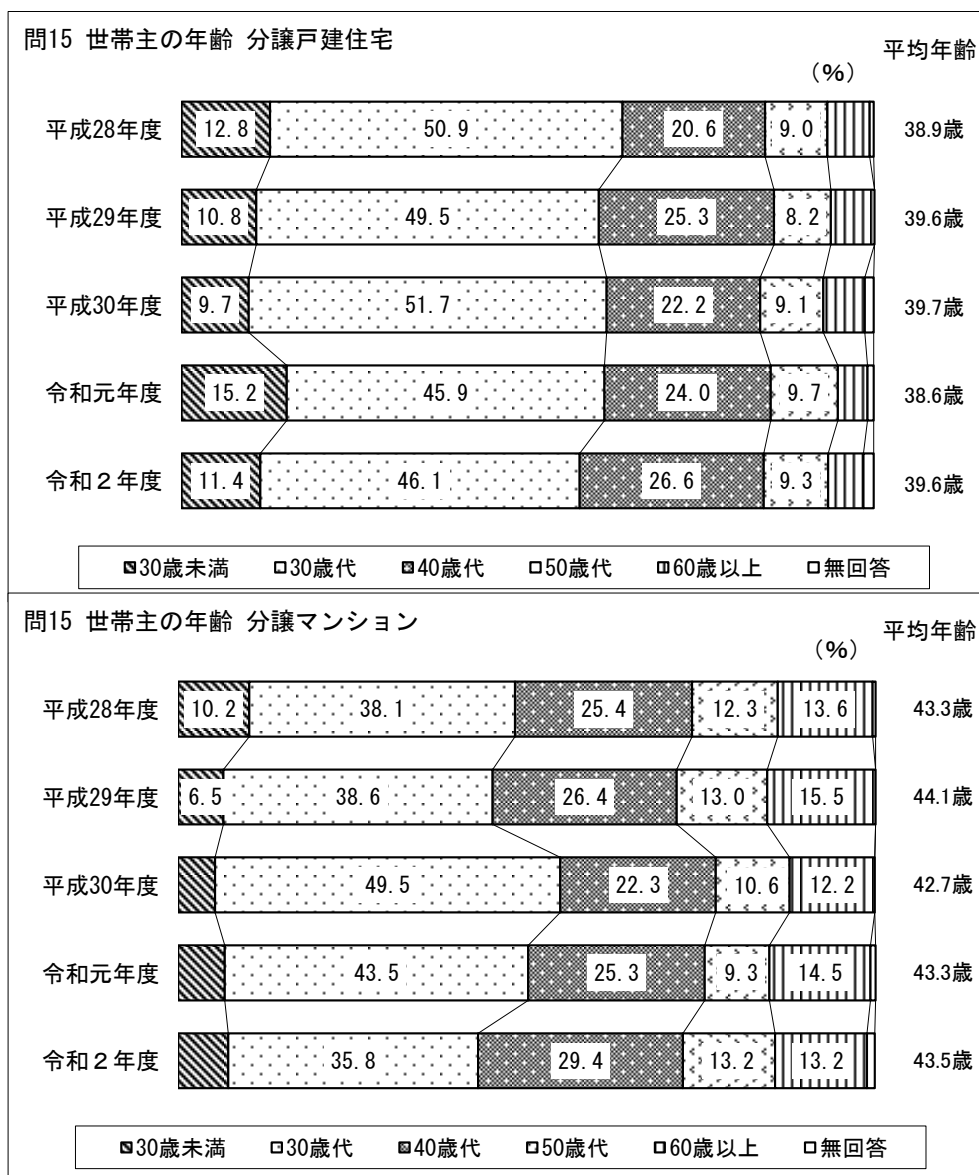 問15 世帯主の年齢 分譲戸建住宅
平均年齢
(%)
平成28年度 12.8 50.9 20.6 9.0 38.9歳
平成29年度 10.8 49.5 25.3 8.2 39.6歳
平成30年度 9.7 51.7 22.2 9.1 39.7歳
令和元年度 15.2 45.9 24.0 9.7 38.6歳
令和２年度 11.4 46.1 26.6 9.3 39.6歳
30歳未満 30歳代 40歳代 50歳代 60歳以上 無回答
問15 世帯主の年齢 分譲マンション
平均年齢
(%)
平成28年度 10.2 38.1 25.4 12.3 13.6 43.3歳
平成29年度 6.5 38.6 26.4 13.0 15.5 44.1歳
平成30年度 49.5 22.3 10.6 12.2 42.7歳
令和元年度 43.5 25.3 9.3 14.5 43.3歳
令和２年度 35.8 29.4 13.2 13.2 43.5歳
30歳未満 30歳代 40歳代 50歳代 60歳以上 無回答